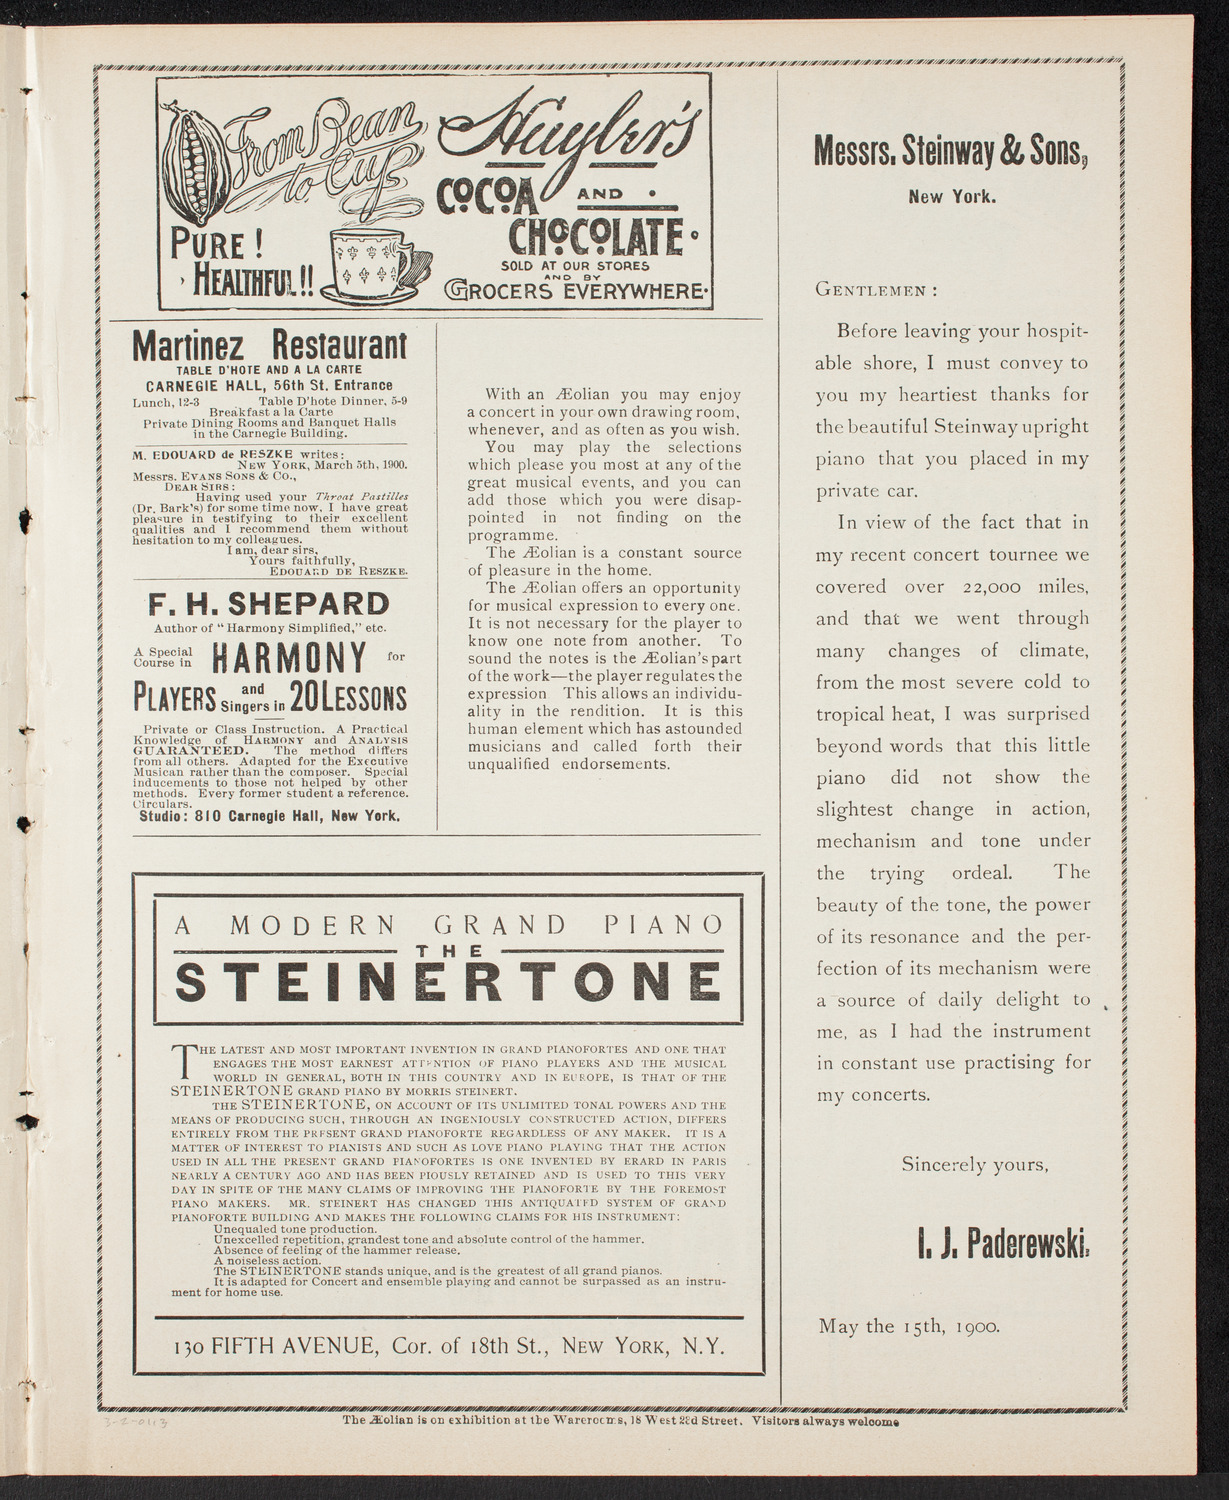 From Bean
to Cup
PURE!
HEALTHFUL!!
Huyler's
COCOA AND
CHOCOLATE
SOLD AT OUR STORES
AND BY
GROCERS EVERYWHERE.
Martinez Restaurant
TABLE D'HOTE AND A LA CARTE
CARNEGIE HALL, 56th St. Entrance
Lunch, 12-3 Table D'hote Dinner, 5-9
Breakfast a la Carte
Private Dining Rooms and Banquet Halls
in the Carnegie Building.
M. EDOUARD de RESZKE writes:
NEW YORK, March 5th, 1900.
Messrs. EVANS SONS & Co.,
DEAR SIRS:
Having used your Throat Pastilles
(Dr. Bark's) for some time now, I have great
pleasure in testifying to their excellent
qualities and I recommend them without
hesitation to my colleagues.
I am, dear sirs,
Yours faithfully,
EDOUARD DE RESZKE.
F. H. SHEPARD
Author of "Harmony Simplified," etc.
A Special
Course in HARMONY for
PLAYERS and Singers in 20 LESSONS
Private or Class Instruction. A Practical
Knowledge of HARMONY and ANALYSIS
GUARANTEED. The method differs
from all others. Adapted for the Executive
Musican rather than the composer. Special
inducements to those not helped by other
methods. Every former student a reference.
Circulars.
Studio: 810 Carnegie Hall, New York.
With an Æolian you may enjoy
a concert in your own drawing room,
whenever, and as often as you wish.
You may play the selections
which please you most at any of the
great musical events, and you can
add those which you were disap-
pointed in not finding on the
programme.
The Æolian is a constant source
of pleasure in the home.
The Æolian offers an opportunity
for musical expression to every one.
It is not necessary for the player to
know one note from another. To
sound the notes is the Æolian's part
of the work—the player regulates the
expression This allows an individu-
ality in the rendition. It is this
human element which has astounded
musicians and called forth their
unqualified endorsements.
A MODERN GRAND PIANO
THE
STEINERTONE
THE LATEST AND MOST IMPORTANT INVENTION IN GRAND PIANOFORTES AND ONE THAT
ENGAGES THE MOST EARNEST ATTENTION OF PIANO PLAYERS AND THE MUSICAL
WORLD IN GENERAL, BOTH IN THIS COUNTRY AND IN EUROPE, IS THAT OF THE
STEINERTONE GRAND PIANO BY MORRIS STEINERT.
THE STEINERTONE, ON ACCOUNT OF ITS UNLIMITED TONAL POWERS AND THE
MEANS OF PRODUCING SUCH, THROUGH AN INGENIOUSLY CONSTRUCTED ACTION, DIFFERS
ENTIRELY FROM THE PRESENT GRAND PIANOFORTE REGARDLESS OF ANY MAKER. IT IS A
MATTER OF INTEREST TO PIANISTS AND SUCH AS LOVE PIANO PLAYING THAT THE ACTION
USED IN ALL THE PRESENT GRAND PIANOFORTES IS ONE INVENTED BY ERARD IN PARIS
NEARLY A CENTURY AGO AND HAS BEEN PIOUSLY RETAINED AND IS USED TO THIS VERY
DAY IN SPITE OF THE MANY CLAIMS OF IMPROVING THE PIANOFORTE BY THE FOREMOST
PIANO MAKERS. MR. STEINERT HAS CHANGED THIS ANTIQUATED SYSTEM OF GRAND
PIANOFORTE BUILDING AND MAKES THE FOLLOWING CLAIMS FOR HIS INSTRUMENT:
Unequaled tone production.
Unexcelled repetition, grandest tone and absolute control of the hammer.
Absence of feeling of the hammer release.
A noiseless action.
The STEINERTONE stands unique, and is the greatest of all grand pianos.
It is adapted for Concert and ensemble playing and cannot be surpassed as an instru-
ment for home use.
130 FIFTH AVENUE, Cor. of 18th St., NEW YORK, N.Y.
Messrs. Steinway & Sons,
New York.
GENTLEMEN:
Before leaving your hospit-
able shore, I must convey to
you my heartiest thanks for
the beautiful Steinway upright
piano that you placed in my
private car.
In view of the fact that in
my recent concert tournee we
covered over 22,000 miles,
and that we went through
many changes of climate,
from the most severe cold to
tropical heat, I was surprised
beyond words that this little
piano did not show the
slightest change in action,
mechanism and tone under
the trying ordeal. The
beauty of the tone, the power
of its resonance and the per-
fection of its mechanism were
a source of daily delight to
me, as I had the instrument
in constant use practising for
my concerts.
Sincerely yours,
I. J. Paderewski.
May the 15th, 1900.
The Æolian is on exhibition at the Warerooms, 18 West 23d Street. Visitors always welcome